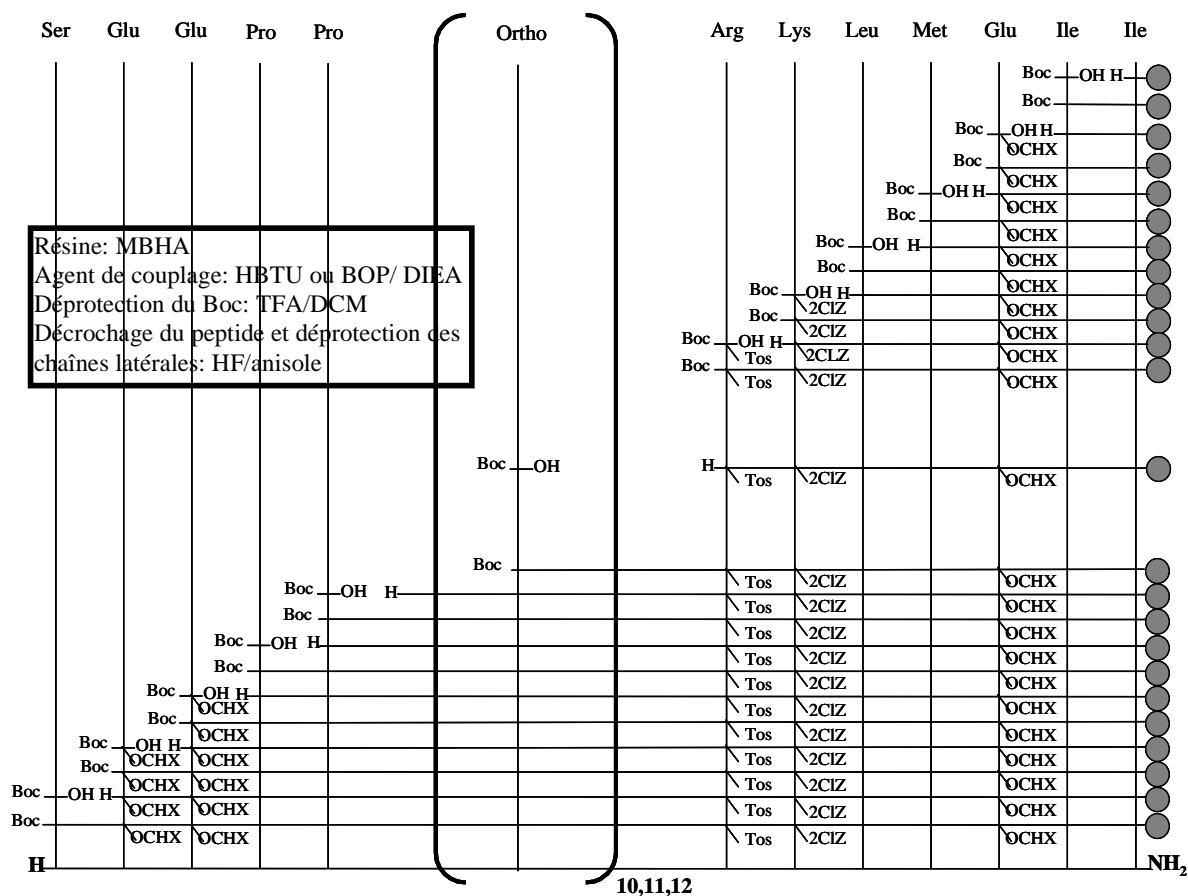 Ser Glu Glu Pro Pro Ortho Arg Lys Leu Met Glu Ile Ile
Boc OH H
Boc
Boc OH H
OCHX
Boc
OCHX
Boc OH H
OCHX
Boc
OCHX
Boc OH H
OCHX
Boc
OCHX
Boc OH H
2ClZ OCHX
Boc
2ClZ OCHX
Boc OH H
Tos 2CLZ OCHX
Boc
Tos 2ClZ OCHX
Résine: MBHA
Agent de couplage: HBTU ou BOP/ DIEA
Déprotection du Boc: TFA/DCM
Décrochage du peptide et déprotection des
chaînes latérales: HF/anisole
Boc OH H
Tos 2ClZ OCHX
Boc
Tos 2ClZ OCHX
Boc OH H
Tos 2ClZ OCHX
Boc
Tos 2ClZ OCHX
Boc OH H
Tos 2ClZ OCHX
Boc
Tos 2ClZ OCHX
Boc OH H
OCHX Tos 2ClZ OCHX
Boc
OCHX Tos 2ClZ OCHX
Boc OH H
OCHX OCHX Tos 2ClZ OCHX
Boc
OCHX OCHX Tos 2ClZ OCHX
Boc OH H
OCHX OCHX Tos 2ClZ OCHX
Boc
OCHX OCHX Tos 2ClZ OCHX
H NH2
10,11,12